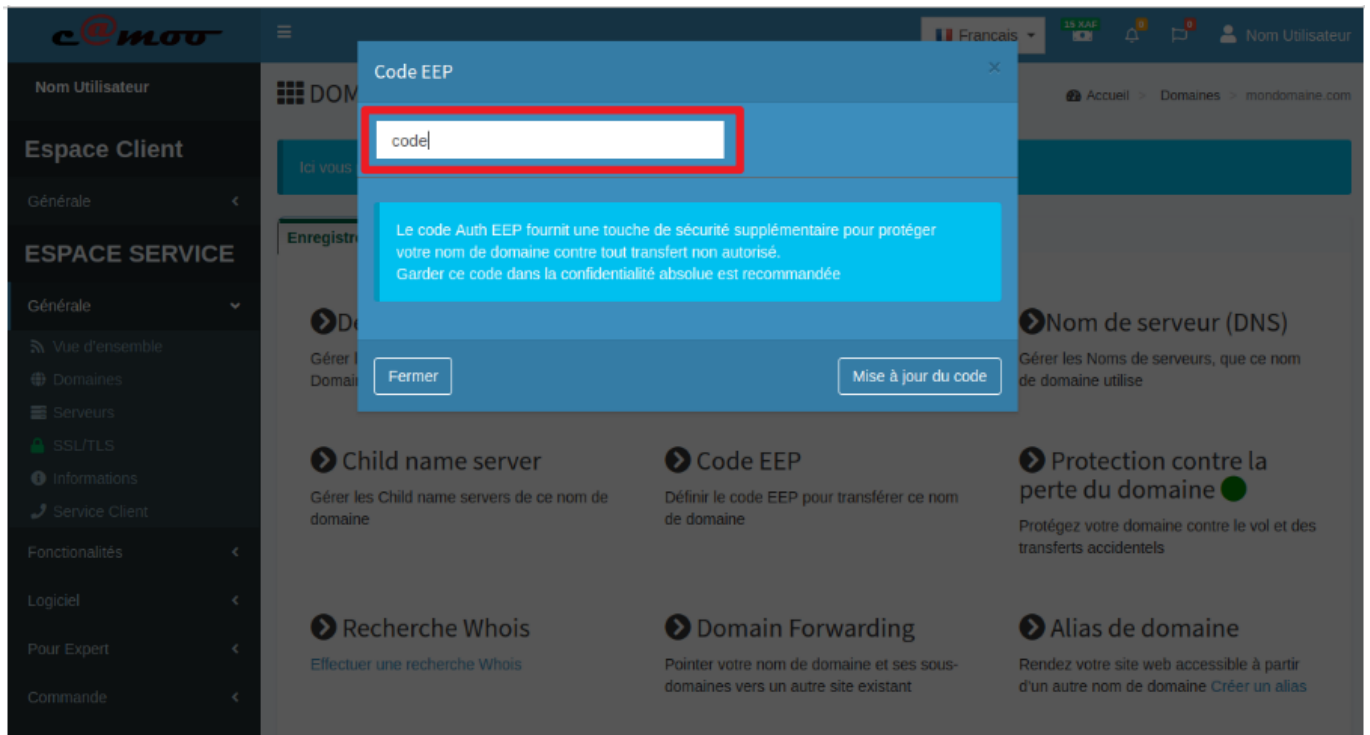 c@moo
Français
15 XAF
0
0
Nom Utilisateur
Nom Utilisateur
DOM
Accueil > Domaines > mondomaine.com
Code EEP
×
code
Espace Client
Ici vous
Générale
Le code Auth EEP fournit une touche de sécurité supplémentaire pour protéger
votre nom de domaine contre tout transfert non autorisé.
Garder ce code dans la confidentialité absolue est recommandée
Enregistr
ESPACE SERVICE
Générale
Vue d'ensemble
Domaines
Serveurs
SSL/TLS
Informations
Service Client
Fonctionalités
Logiciel
Pour Expert
Commande
Fermer
Mise à jour du code
Gérer
Domai
Nom de serveur (DNS)
Gérer les Noms de serveurs, que ce nom
de domaine utilise
Child name server
Gérer les Child name servers de ce nom de
domaine
Code EEP
Définir le code EEP pour transférer ce nom
de domaine
Protection contre la
perte du domaine
Protégez votre domaine contre le vol et des
transferts accidentels
Recherche Whois
Effectuer une recherche Whois
Domain Forwarding
Pointer votre nom de domaine et ses sous-
domaines vers un autre site existant
Alias de domaine
Rendez votre site web accessible à partir
d'un autre nom de domaine Créer un alias